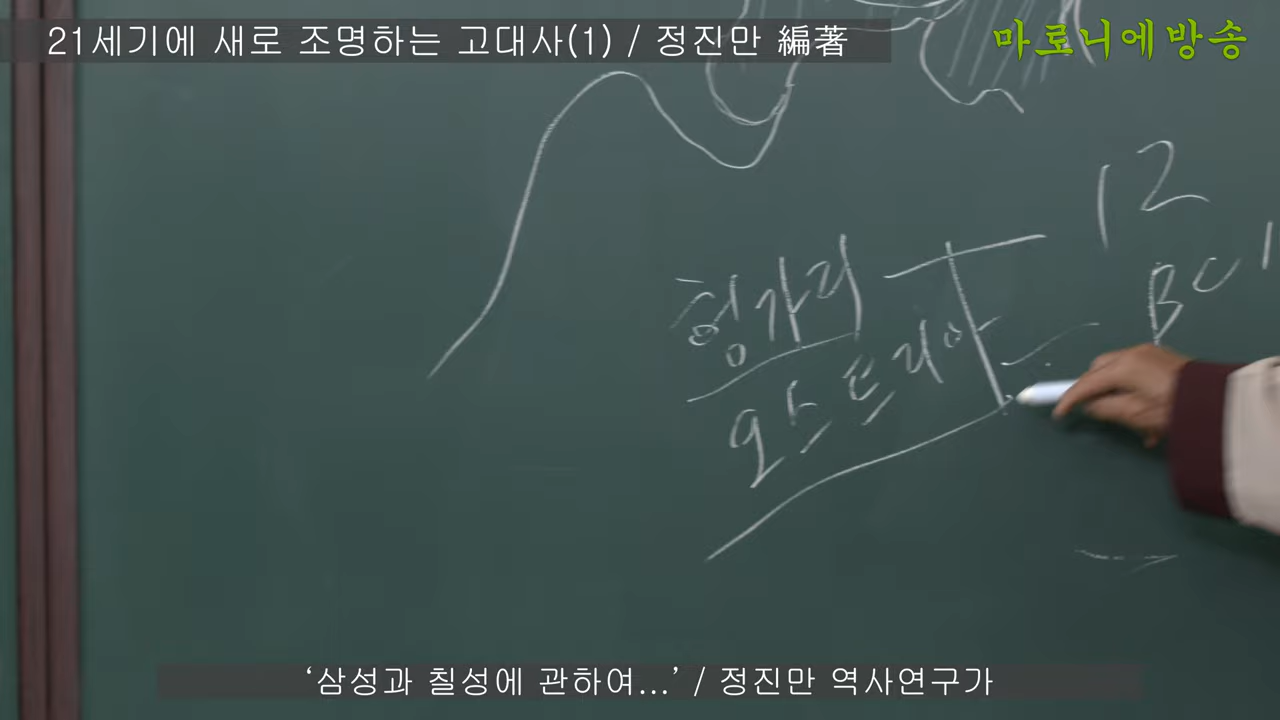 21세기에 새로 조명하는 고대사(1) / 정진만 編著
마로니에방송
12
BC 1
헝가리
오스트리아
‘삼성과 칠성에 관하여...’ / 정진만 역사연구가